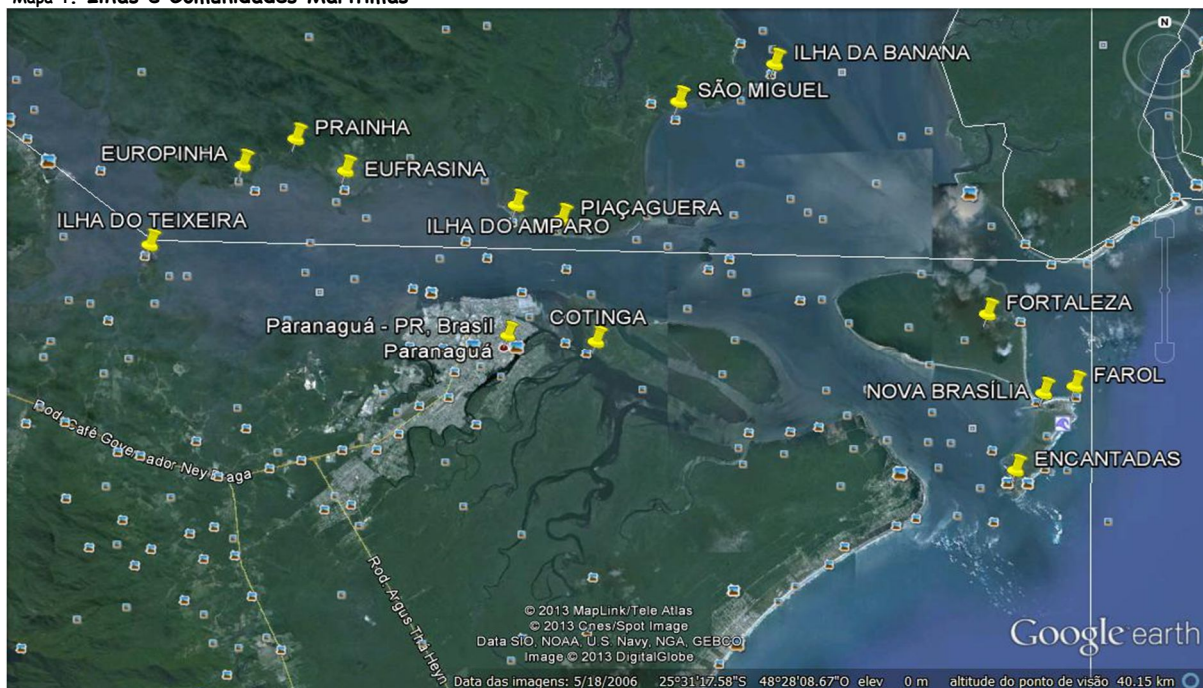 Mapa 1. Ilhas e Comunidades Marítimas
N
ILHA DA BANANA
SÃO MIGUEL
PRAINHA
EUROPINHA
EUFRASINA
PIAÇAGUERA
ILHA DO TEIXEIRA
ILHA DO AMPARO
FORTALEZA
Paranaguá - PR, Brasil
COTINGA
Paranaguá
FAROL
NOVA BRASÍLIA
Rod. Café Governador Ney Braga
ENCANTADAS
Rod. Argus Thá Heyn
© 2013 MapLink/Tele Atlas
© 2013 Cnes/Spot Image
Data SIO, NOAA, U.S. Navy, NGA, GEBCO
Image © 2013 DigitalGlobe
Google earth
Data das imagens: 5/18/2006 25°31'17.58"S 48°28'08.67"O elev 0 m altitude do ponto de visão 40.15 km